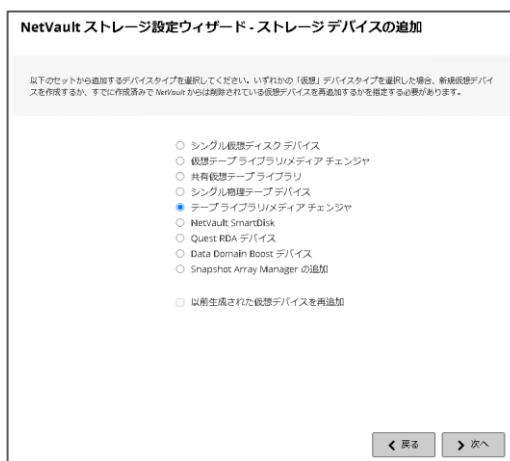 NetVault ストレージ設定ウィザード - ストレージ デバイスの追加
以下のセットから追加するデバイスタイプを選択してください。いずれかの「仮想」デバイスタイプを選択した場合、新規仮想デバイ
スを作成するか、すでに作成済みで NetVault からは削除されている仮想デバイスを再追加するかを指定する必要があります。
シングル仮想ディスク デバイス
仮想テープ ライブラリ/メディア チェンジャ
共有仮想テープ ライブラリ
シングル物理テープ デバイス
テープ ライブラリ/メディア チェンジャ
NetVault SmartDisk
Quest RDA デバイス
Data Domain Boost デバイス
Snapshot Array Manager の追加
以前生成された仮想デバイスを再追加
戻る 次へ